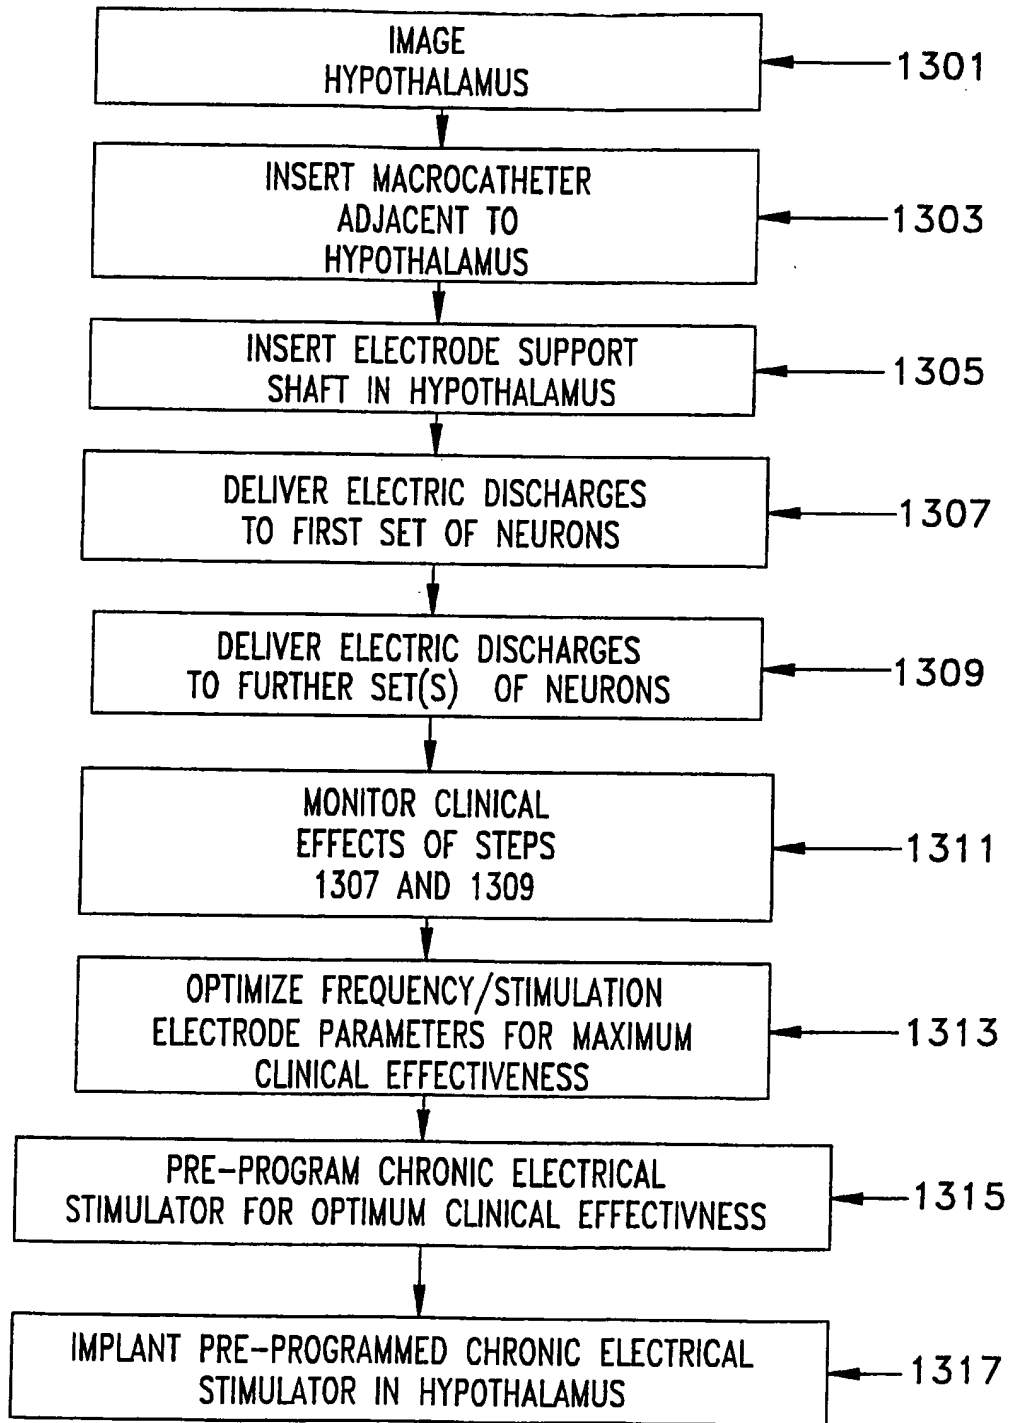 IMAGE
HYPOTHALAMUS
1301
INSERT MACROCATHETER
ADJACENT TO
HYPOTHALAMUS
1303
INSERT ELECTRODE SUPPORT
SHAFT IN HYPOTHALAMUS
1305
DELIVER ELECTRIC DISCHARGES
TO FIRST SET OF NEURONS
1307
DELIVER ELECTRIC DISCHARGES
TO FURTHER SET(S) OF NEURONS
1309
MONITOR CLINICAL
EFFECTS OF STEPS
1307 AND 1309
1311
OPTIMIZE FREQUENCY/STIMULATION
ELECTRODE PARAMETERS FOR MAXIMUM
CLINICAL EFFECTIVENESS
1313
PRE-PROGRAM CHRONIC ELECTRICAL
STIMULATOR FOR OPTIMUM CLINICAL EFFECTIVNESS
1315
IMPLANT PRE-PROGRAMMED CHRONIC ELECTRICAL
STIMULATOR IN HYPOTHALAMUS
1317